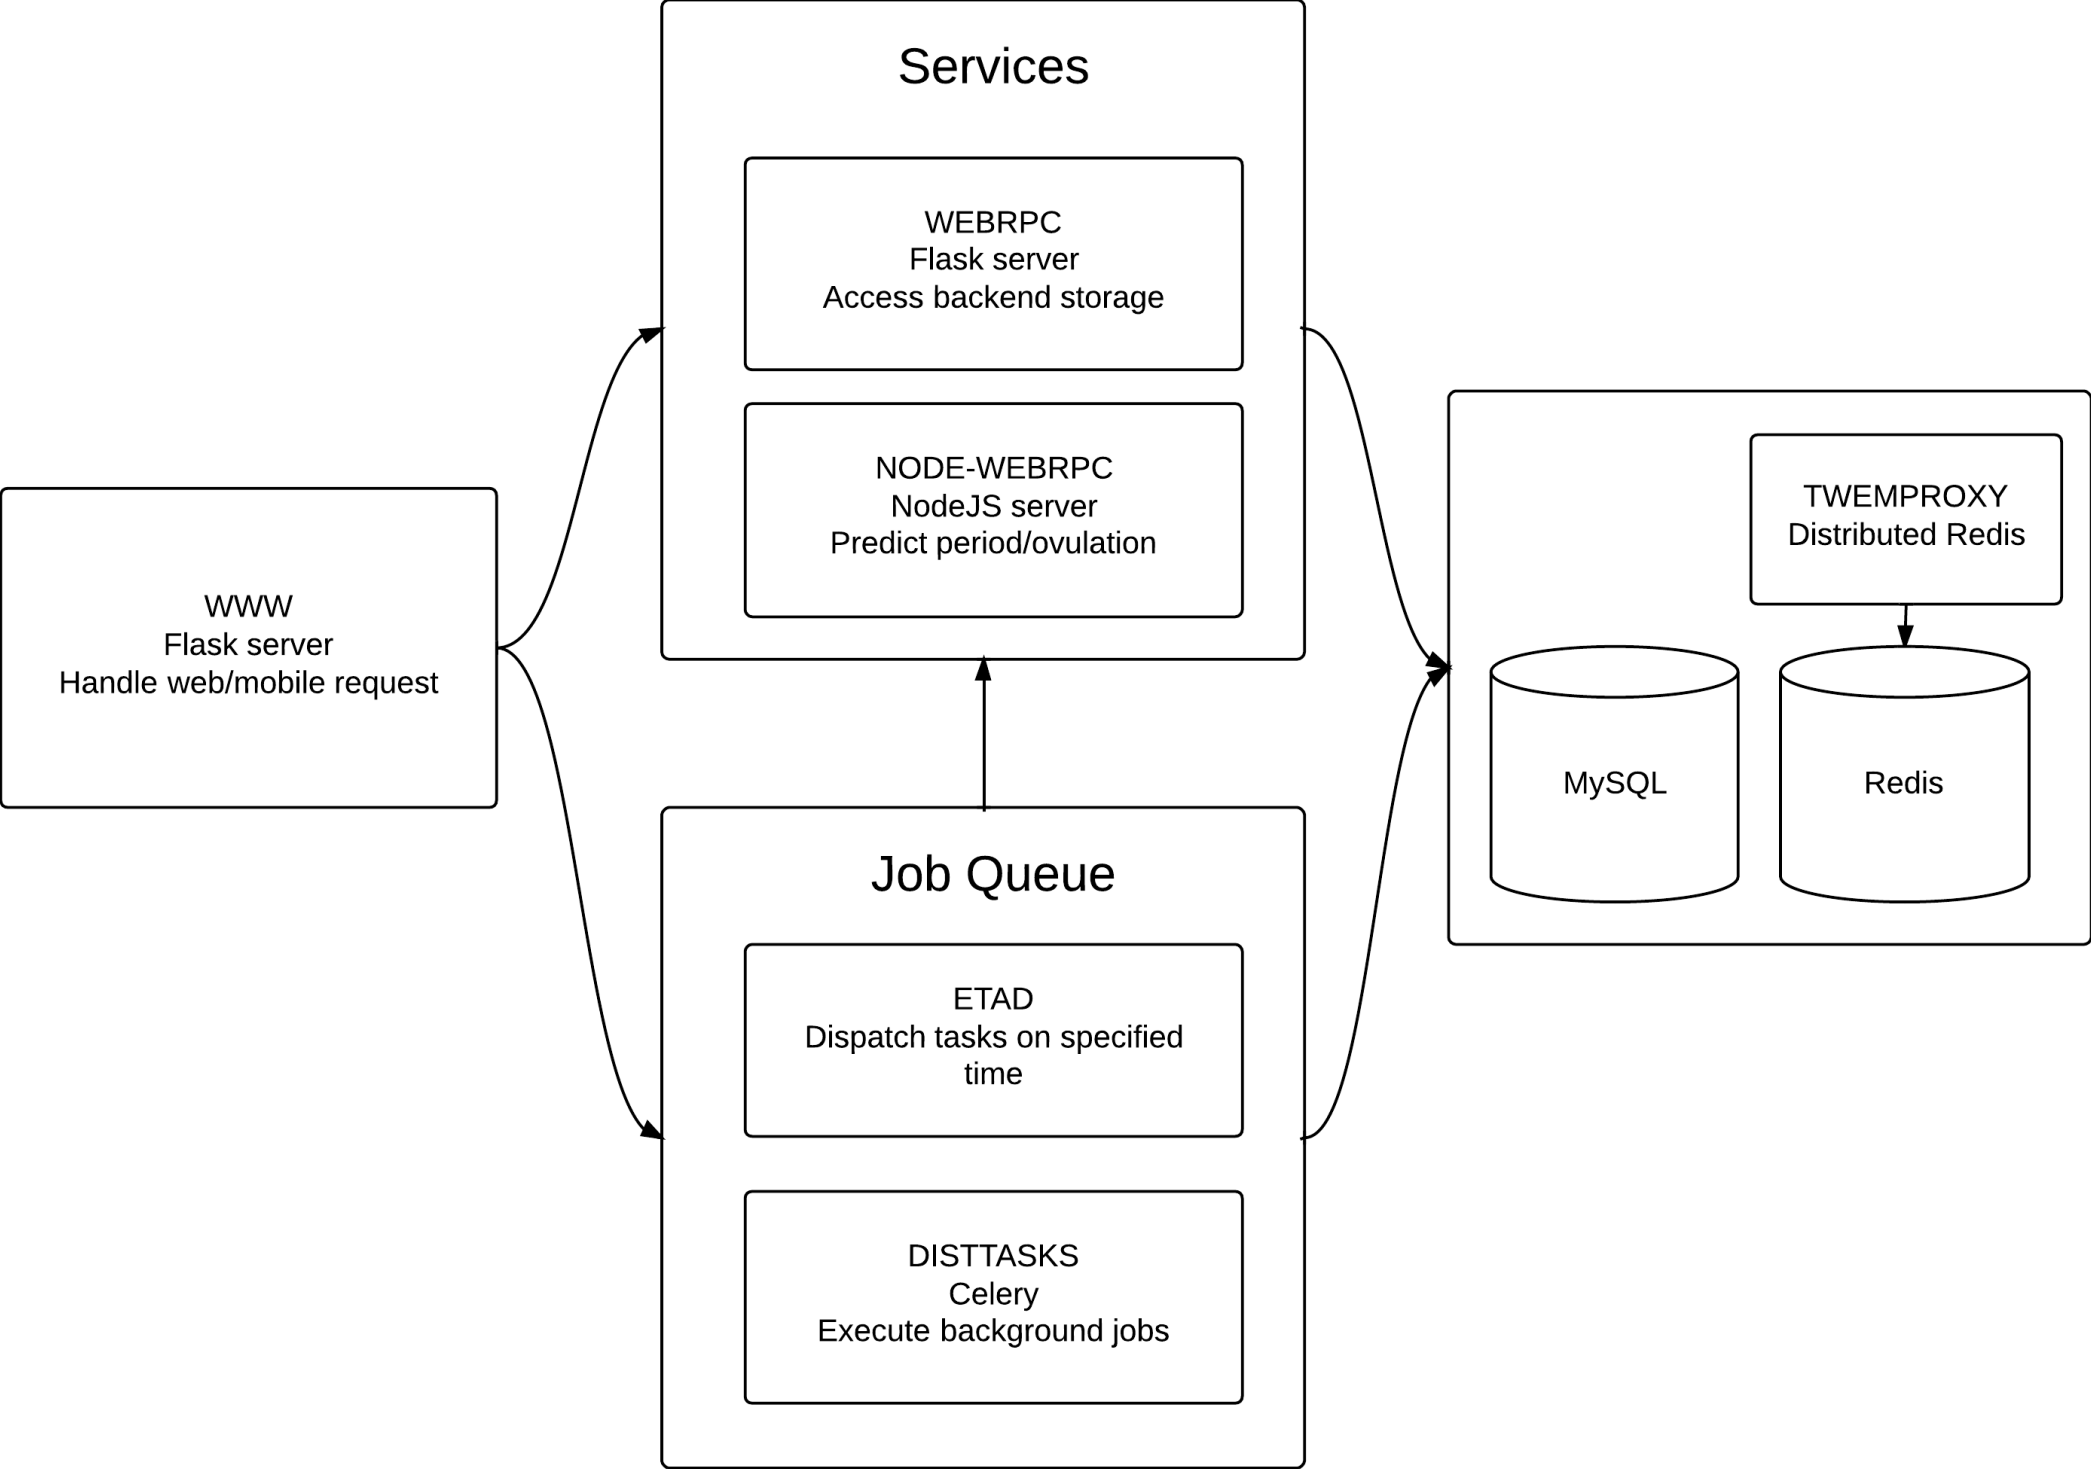 Services
WEBRPC
Flask server
Access backend storage
NODE-WEBRPC
NodeJS server
Predict period/ovulation
WWW
Flask server
Handle web/mobile request
TWEMPROXY
Distributed Redis
MySQL
Redis
Job Queue
ETAD
Dispatch tasks on specified
time
DISTTASKS
Celery
Execute background jobs